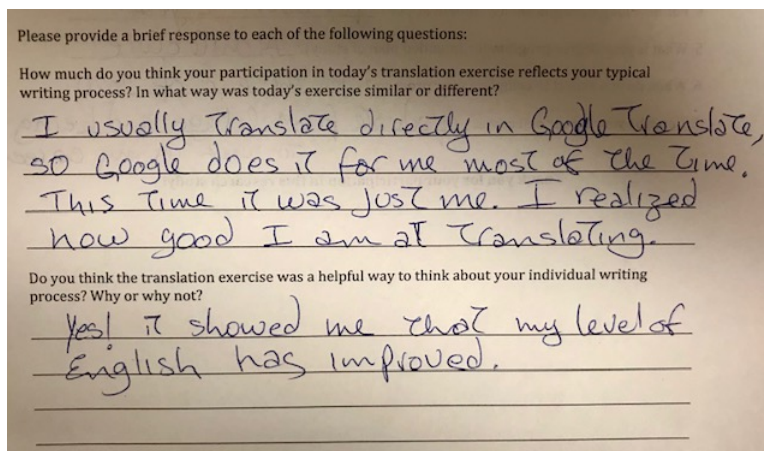 Please provide a brief response to each of the following questions:
How much do you think your participation in today's translation exercise reflects your typical
writing process? In what way was today's exercise similar or different?
I usually Translate directly in Google Translate,
so Google does it for me most of the Time.
This Time it was just me. I realized
how good I am at Translating.
Do you think the translation exercise was a helpful way to think about your individual writing
process? Why or why not?
Yes! it showed me that my level of
English has improved.